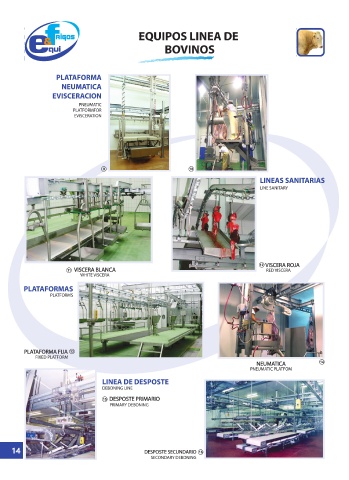 Frigos
equi
EQUIPOS LINEA DE
BOVINOS
PLATAFORMA
NEUMATICA
EVISCERACION
PNEUMATIC
PLATFORM FOR
EVISCERATION
LINEAS SANITARIAS
LINE SANITARY
VISCERA BLANCA
WHITE VISCERA
VISCERA ROJA
RED VISCERA
PLATAFORMAS
PLATFORMS
PLATAFORMA FIJA
FIXED PLATFORM
NEUMATICA
PNEUMATIC PLATFOM
LINEA DE DESPOSTE
DEBONING LINE
DESPOSTE PRIMARIO
PRIMARY DEBONING
14
DESPOSTE SECUNDARIO
SECONDARY DEBONING